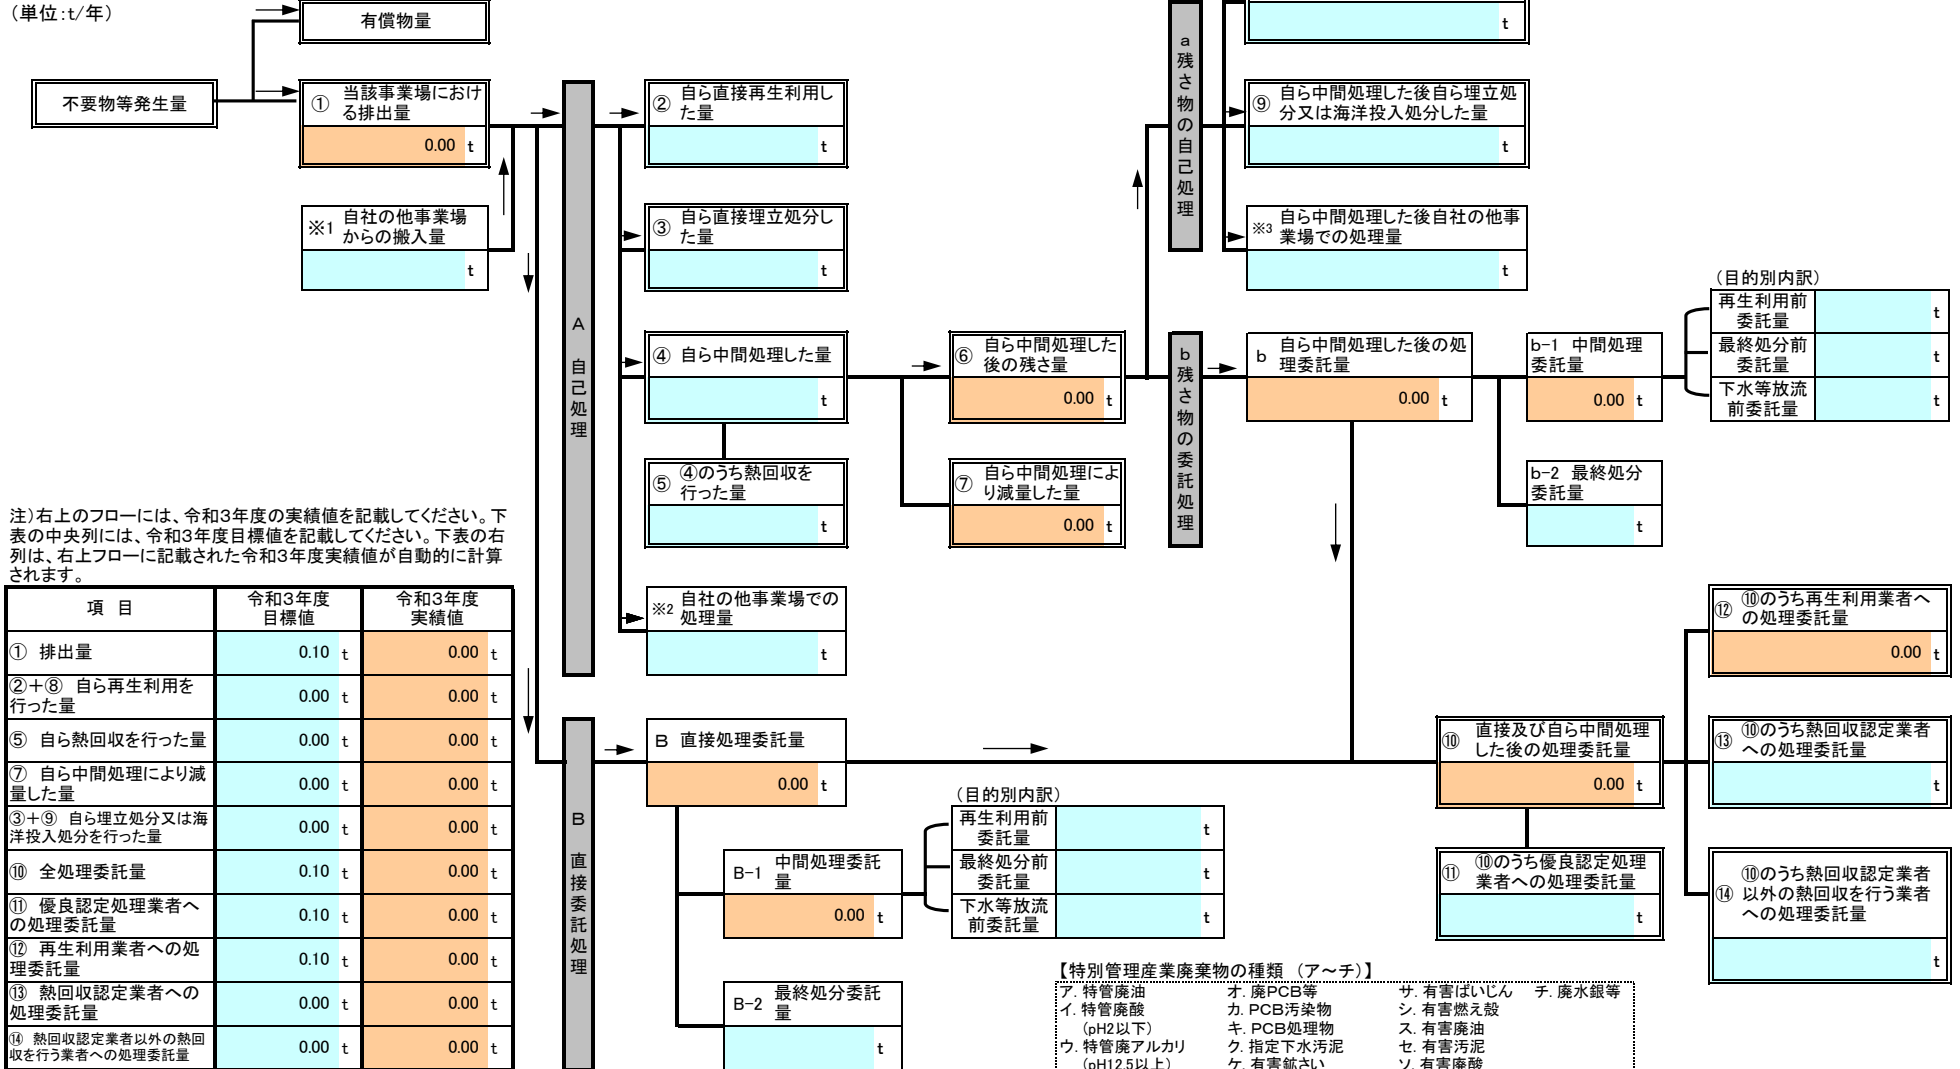 （単位:t/年）
有償物量
不要物等発生量
① 当該事業場におけ
る排出量
0.00 t
※1 自社の他事業場
からの搬入量
t
A 自己処理
② 自ら直接再生利用し
た量
t
③ 自ら直接埋立処分し
た量
t
④ 自ら中間処理した量
t
⑤ ④のうち熱回収を
行った量
t
※2 自社の他事業場での
処理量
t
⑥ 自ら中間処理した
後の残さ量
0.00 t
⑦ 自ら中間処理によ
り減量した量
0.00 t
a 残さ物の自己処理
t
⑨ 自ら中間処理した後自ら埋立処
分又は海洋投入処分した量
t
※3 自ら中間処理した後自社の他事
業場での処理量
t
b 残さ物の委託処理
b 自ら中間処理した後の処
理委託量
0.00 t
b-1 中間処理
委託量
0.00 t
b-2 最終処分
委託量
t
（目的別内訳）
再生利用前
委託量
t
最終処分前
委託量
t
下水等放流
前委託量
t
注）右上のフローには、令和3年度の実績値を記載してください。下
表の中央列には、令和3年度目標値を記載してください。下表の右
列は、右上フローに記載された令和3年度実績値が自動的に計算
されます。
項 目 令和3年度
目標値 令和3年度
実績値
① 排出量 0.10 t 0.00 t
②＋⑧ 自ら再生利用を
行った量 0.00 t 0.00 t
⑤ 自ら熱回収を行った量 0.00 t 0.00 t
⑦ 自ら中間処理により減
量した量 0.00 t 0.00 t
③＋⑨ 自ら埋立処分又は海
洋投入処分を行った量 0.00 t 0.00 t
⑩ 全処理委託量 0.10 t 0.00 t
⑪ 優良認定処理業者へ
の処理委託量 0.10 t 0.00 t
⑫ 再生利用業者への処
理委託量 0.10 t 0.00 t
⑬ 熱回収認定業者への
処理委託量 0.00 t 0.00 t
⑭ 熱回収認定業者以外の熱回
収を行う業者への処理委託量 0.00 t 0.00 t
B 直接委託処理
B 直接処理委託量
0.00 t
B-1 中間処理委託
量
0.00 t
B-2 最終処分委託
量
t
（目的別内訳）
再生利用前
委託量
t
最終処分前
委託量
t
下水等放流
前委託量
t
⑩ 直接及び自ら中間処理
した後の処理委託量
0.00 t
⑪ ⑩のうち優良認定処理
業者への処理委託量
t
⑫ ⑩のうち再生利用業者へ
の処理委託量
0.00 t
⑬ ⑩のうち熱回収認定業者
への処理委託量
t
⑭ ⑩のうち熱回収認定業者
以外の熱回収を行う業者
への処理委託量
t
【特別管理産業廃棄物の種類 （ア～チ）】
ア. 特管廃油 オ. 廃PCB等 サ. 有害ばいじん チ. 廃水銀等
イ. 特管廃酸 カ. PCB汚染物 シ. 有害燃え殻
（pH2以下） キ. PCB処理物 ス. 有害廃油
ウ. 特管廃アルカリ ク. 指定下水汚泥 セ. 有害汚泥
（pH12.5以上） ケ. 有害鉱さい ソ. 有害廃酸